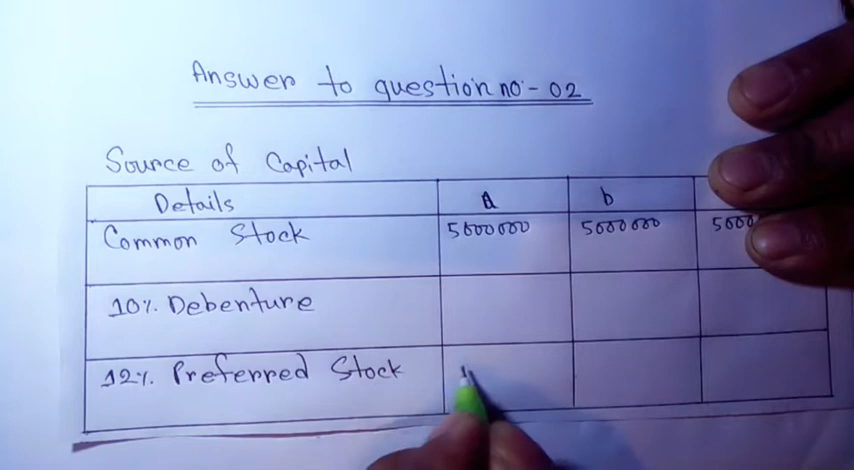 Answer to question no:- 02
Source of Capital
Details a b
Common Stock 5000000 5000000
10%. Debenture
12%. Preferred Stock